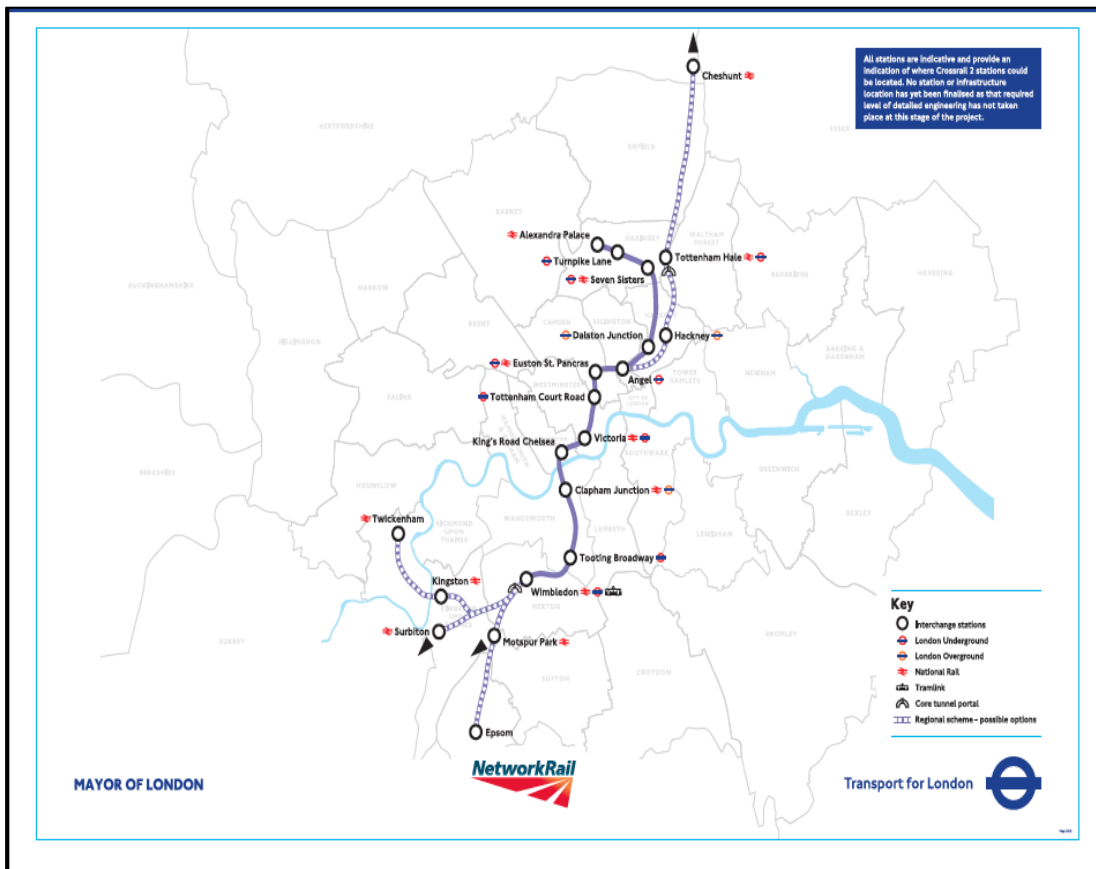 All stations are indicative and provide an
indication of where Crossrail 2 stations could
be located. No station or infrastructure
location has yet been finalised as that required
level of detailed engineering has not taken
place at this stage of the project.
Cheshunt
HERTFORDSHIRE
ESSEX
ENFIELD
BARNET
Alexandra Palace
HARINGEY
WALTHAM
FOREST
Turnpike Lane
Tottenham Hale
Seven Sisters
REDBRIDGE
HAVERING
BUCKINGHAMSHIRE
HARROW
BRENT
CAMDEN
ISLINGTON
Dalston Junction
Hackney
HILLINGDON
BARKING &
DAGENHAM
Euston St. Pancras
Angel
TOWER
HAMLETS
NEWHAM
WESTMINSTER
EALING
Tottenham Court Road
CITY OF
LONDON
King's Road Chelsea
Victoria
SOUTHWARK
BERKSHIRE
HOUNSLOW
GREENWICH
Clapham Junction
BEXLEY
Twickenham
RICHMOND
UPON
THAMES
WANDSWORTH
LAMBETH
LEWISHAM
Tooting Broadway
Kingston
Wimbledon
MERTON
Surbiton
Motspur Park
SURREY
SUTTON
CROYDON
BROMLEY
Epsom
Key
Interchange stations
London Underground
London Overground
National Rail
Tramlink
Core tunnel portal
Regional scheme – possible options
MAYOR OF LONDON
NetworkRail
Transport for London